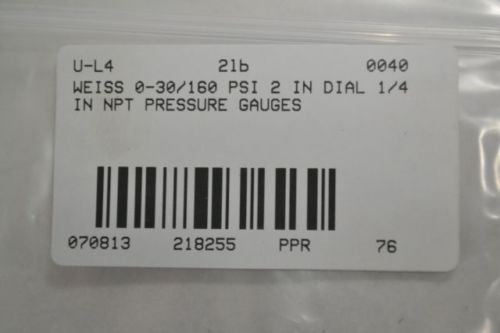 U-L4 2lb 0040
WEISS 0-30/160 PSI 2 IN DIAL 1/4
IN NPT PRESSURE GAUGES
070813 218255 PPR 76